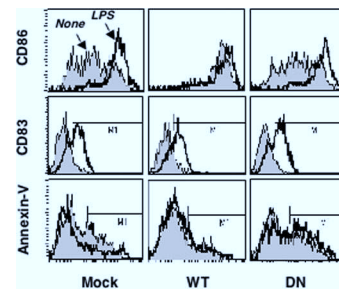 None LPS
CD86
CD83
M1
Annexin-V
M1
Mock WT DN